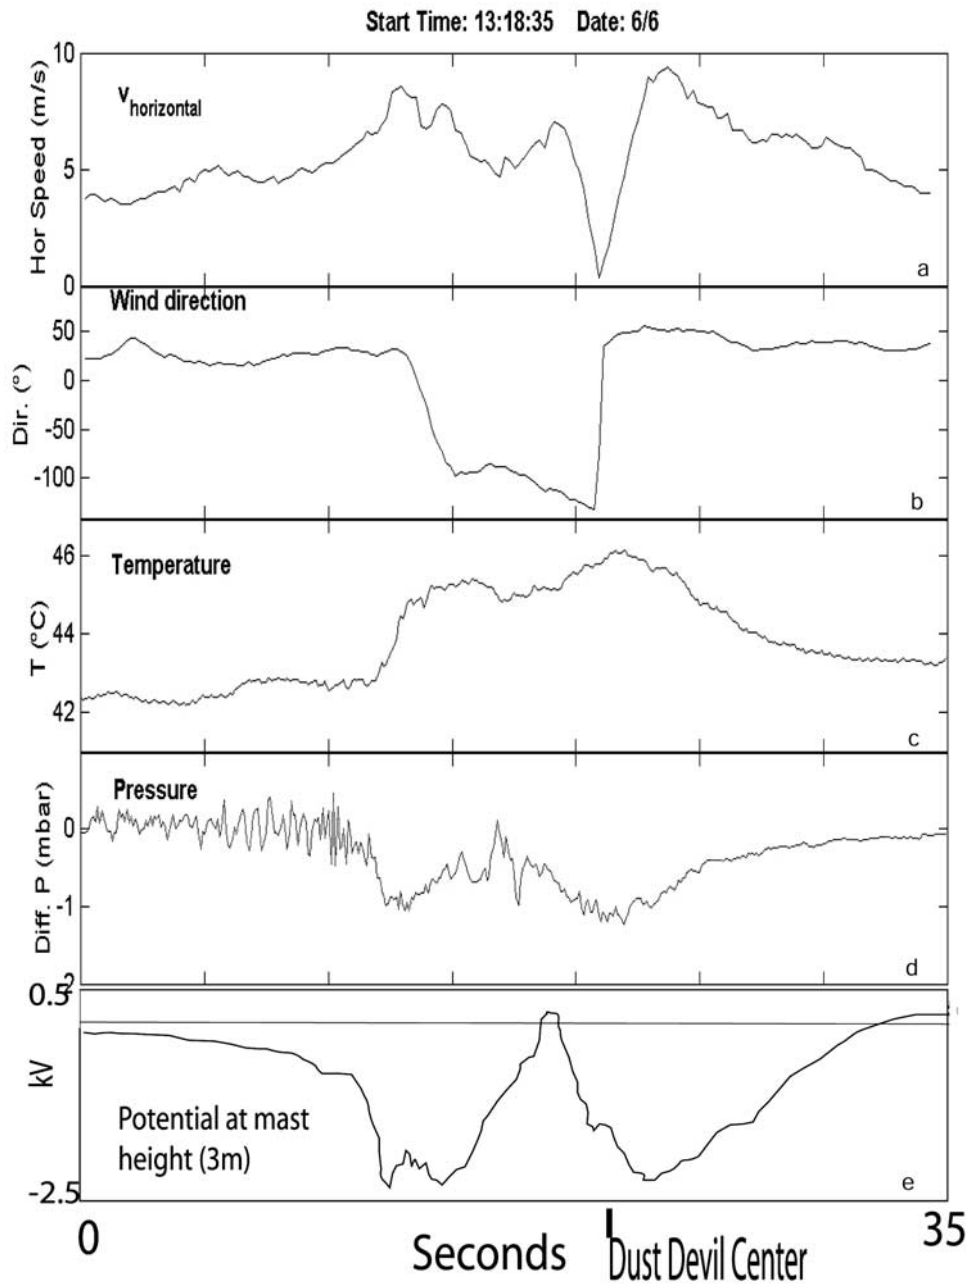 Start Time: 13:18:35 Date: 6/6
10
5
0
Hor Speed (m/s)
v horizontal
a
Wind direction
50
0
-50
-100
Dir. (°)
b
46
44
42
T (°C)
Temperature
c
0
-1
2
Diff. P (mbar)
Pressure
d
0.5
kV
-2.5
Potential at mast
height (3m)
e
0
35
Seconds
Dust Devil Center